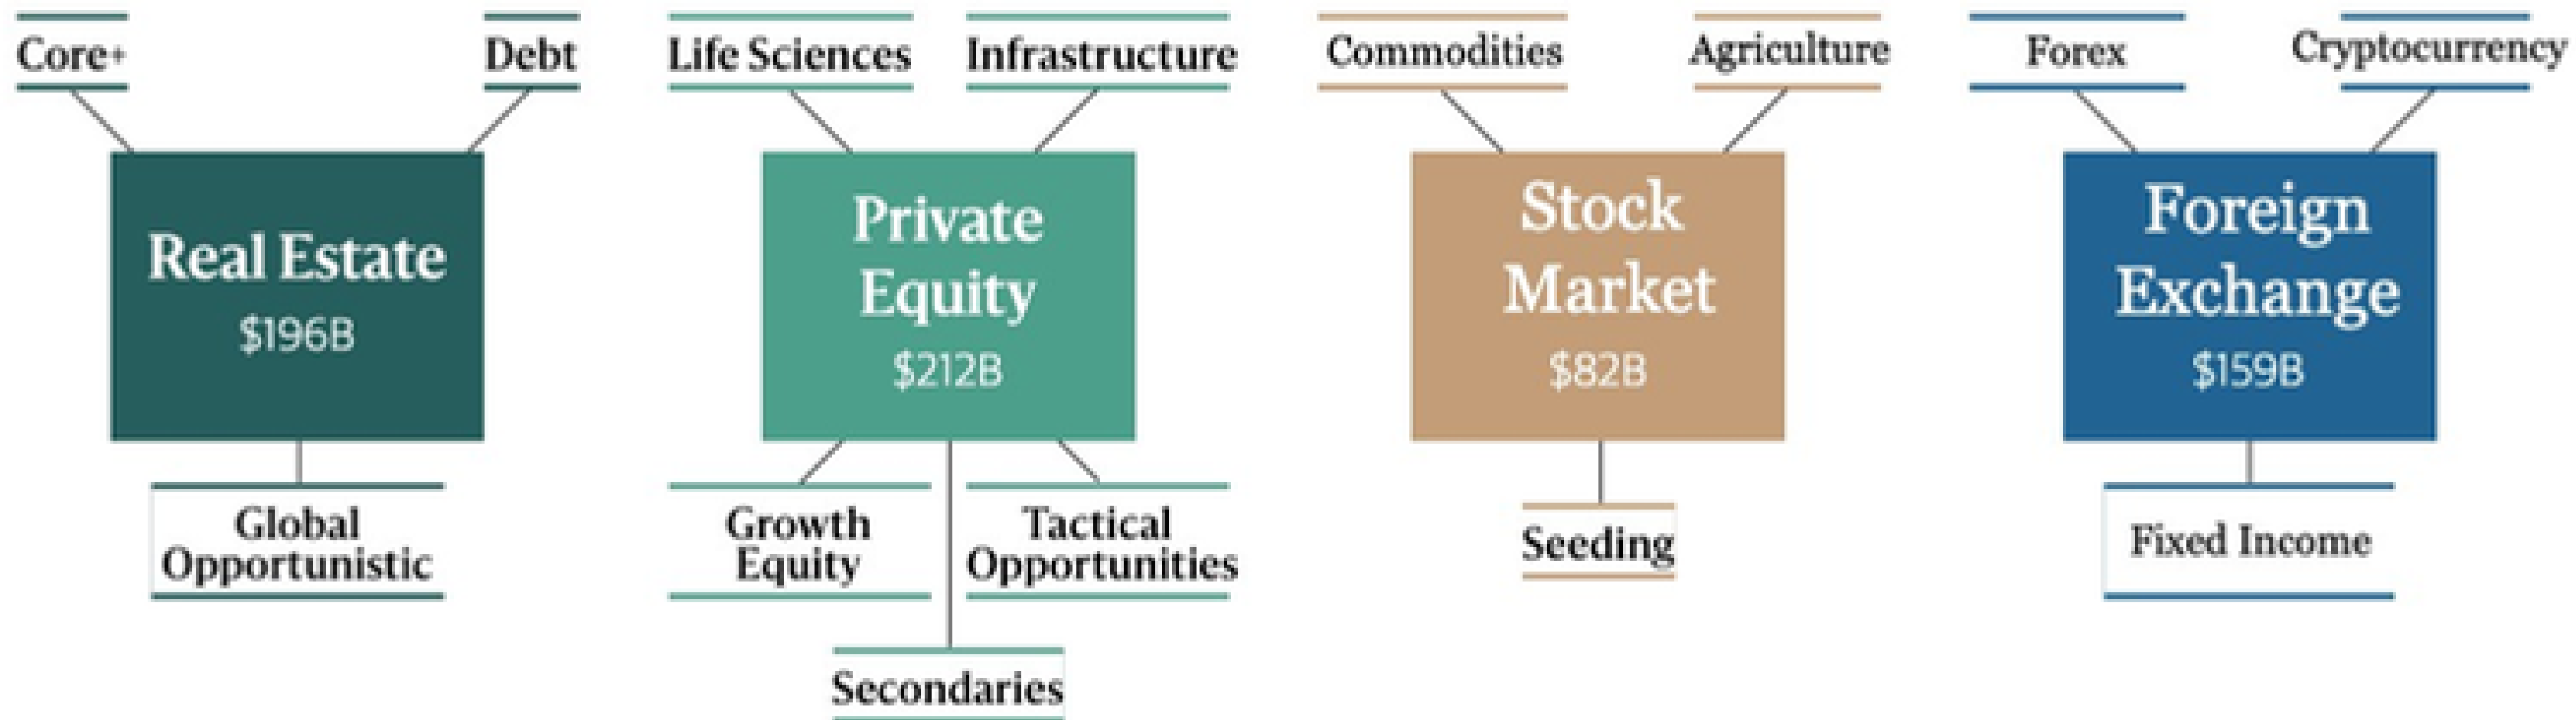 Core+
Debt
Life Sciences
Infrastructure
Commodities
Agriculture
Forex
Cryptocurrency
Real Estate
$196B
Private
Equity
$212B
Stock
Market
$82B
Foreign
Exchange
$159B
Global
Opportunistic
Growth
Equity
Tactical
Opportunities
Secondaries
Seeding
Fixed Income